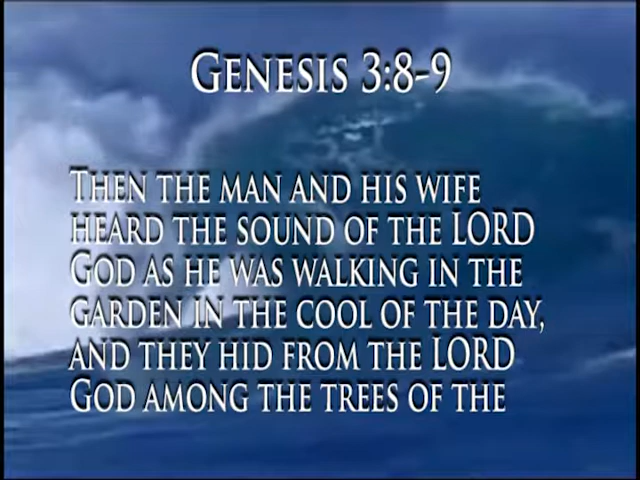 Genesis 3:8-9
Then the man and his wife
heard the sound of the LORD
God as he was walking in the
garden in the cool of the day,
and they hid from the LORD
God among the trees of the